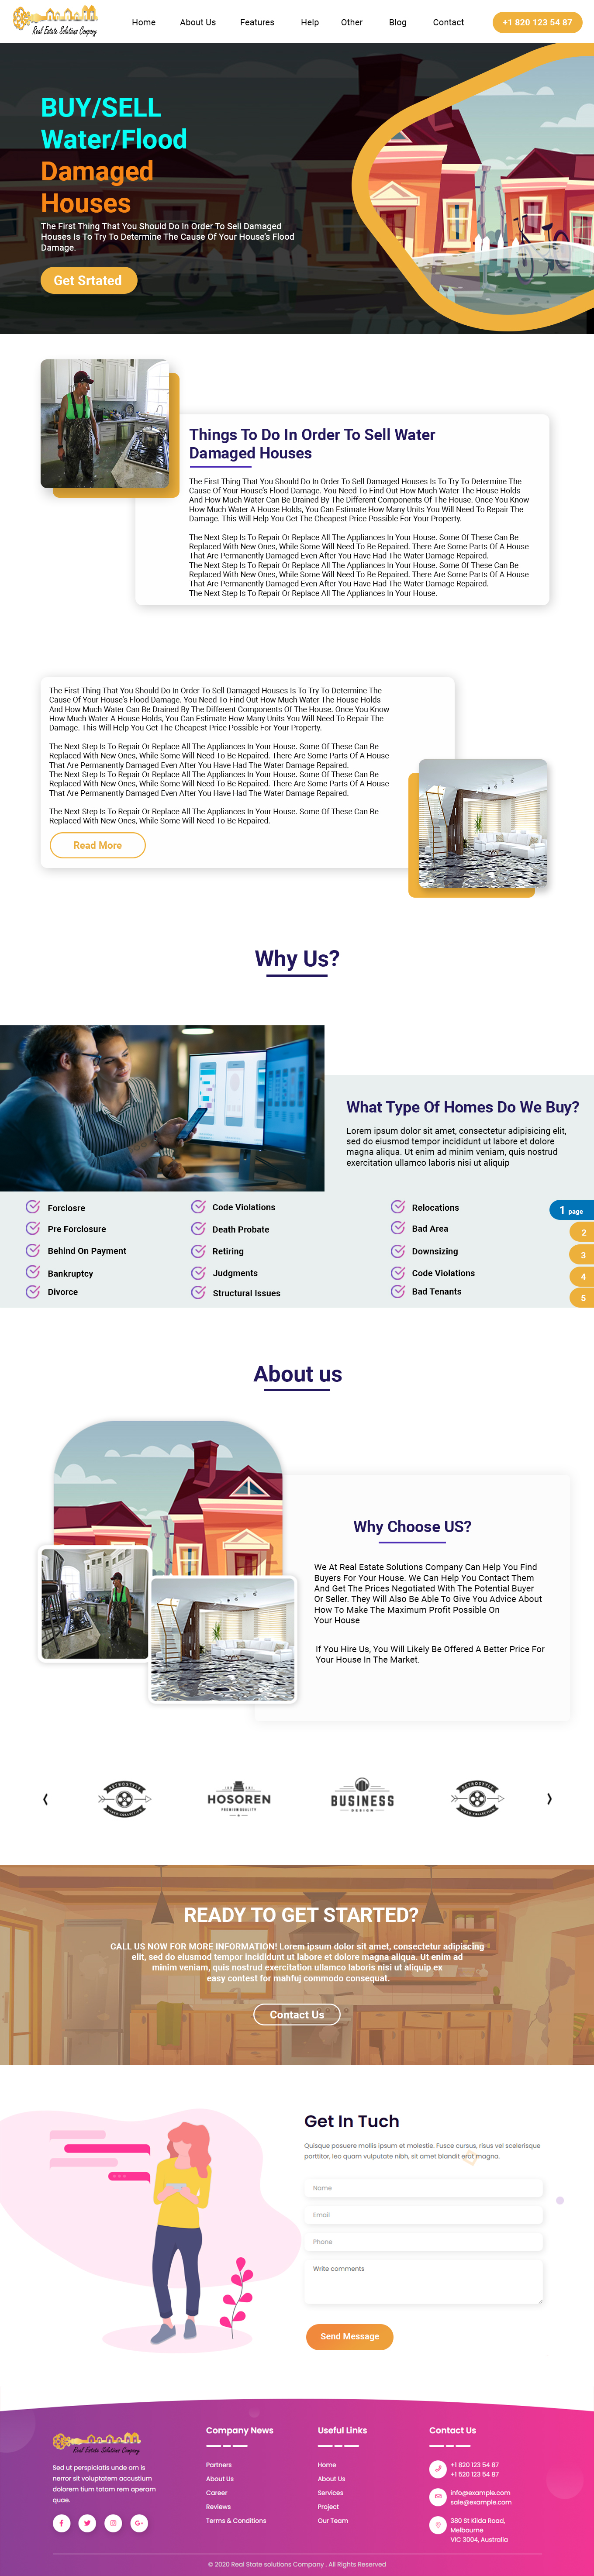 Real Estate Solutions Company
Home About Us Features Help Other Blog Contact +1 820 123 54 87
BUY/SELL
Water/Flood
Damaged
Houses
The First Thing That You Should Do In Order To Sell Damaged
Houses Is To Try To Determine The Cause Of Your House's Flood
Damage.
Get Srtated
Things To Do In Order To Sell Water
Damaged Houses
The First Thing That You Should Do In Order To Sell Damaged Houses Is To Try To Determine The
Cause Of Your House's Flood Damage. You Need To Find Out How Much Water The House Holds
And How Much Water Can Be Drained By The Different Components Of The House. Once You Know
How Much Water A House Holds, You Can Estimate How Many Units You Will Need To Repair The
Damage. This Will Help You Get The Cheapest Price Possible For Your Property.
The Next Step Is To Repair Or Replace All The Appliances In Your House. Some Of These Can Be
Replaced With New Ones, While Some Will Need To Be Repaired. There Are Some Parts Of A House
That Are Permanently Damaged Even After You Have Had The Water Damage Repaired.
The Next Step Is To Repair Or Replace All The Appliances In Your House. Some Of These Can Be
Replaced With New Ones, While Some Will Need To Be Repaired. There Are Some Parts Of A House
That Are Permanently Damaged Even After You Have Had The Water Damage Repaired.
The Next Step Is To Repair Or Replace All The Appliances In Your House.
The First Thing That You Should Do In Order To Sell Damaged Houses Is To Try To Determine The
Cause Of Your House's Flood Damage. You Need To Find Out How Much Water The House Holds
And How Much Water Can Be Drained By The Different Components Of The House. Once You Know
How Much Water A House Holds, You Can Estimate How Many Units You Will Need To Repair The
Damage. This Will Help You Get The Cheapest Price Possible For Your Property.
The Next Step Is To Repair Or Replace All The Appliances In Your House. Some Of These Can Be
Replaced With New Ones, While Some Will Need To Be Repaired. There Are Some Parts Of A House
That Are Permanently Damaged Even After You Have Had The Water Damage Repaired.
The Next Step Is To Repair Or Replace All The Appliances In Your House. Some Of These Can Be
Replaced With New Ones, While Some Will Need To Be Repaired. There Are Some Parts Of A House
That Are Permanently Damaged Even After You Have Had The Water Damage Repaired.
The Next Step Is To Repair Or Replace All The Appliances In Your House. Some Of These Can Be
Replaced With New Ones, While Some Will Need To Be Repaired.
Read More
Why Us?
What Type Of Homes Do We Buy?
Lorem ipsum dolor sit amet, consectetur adipisicing elit,
sed do eiusmod tempor incididunt ut labore et dolore
magna aliqua. Ut enim ad minim veniam, quis nostrud
exercitation ullamco laboris nisi ut aliquip
Forclosre
Pre Forclosure
Behind On Payment
Bankruptcy
Divorce
Code Violations
Death Probate
Retiring
Judgments
Structural Issues
Relocations
Bad Area
Downsizing
Code Violations
Bad Tenants
1 page
2
3
4
5
About us
Why Choose US?
We At Real Estate Solutions Company Can Help You Find
Buyers For Your House. We Can Help You Contact Them
And Get The Prices Negotiated With The Potential Buyer
Or Seller. They Will Also Be Able To Give You Advice About
How To Make The Maximum Profit Possible On
Your House
If You Hire Us, You Will Likely Be Offered A Better Price For
Your House In The Market.
RETROSTYLE
HOSOREN
PREMIUM QUALITY
BUSINESS
DESIGN
RETROSTYLE
READY TO GET STARTED?
CALL US NOW FOR MORE INFORMATION! Lorem ipsum dolor sit amet, consectetur adipiscing
elit, sed do eiusmod tempor incididunt ut labore et dolore magna aliqua. Ut enim ad
minim veniam, quis nostrud exercitation ullamco laboris nisi ut aliquip ex
easy contest for mahfuj commodo consequat.
Contact Us
Get In Tuch
Quisque posuere mollis ipsum et molestie. Fusce cursus, risus vel scelerisque
porttitor, leo quam vulputate nibh, sit amet blandit erat magna.
Name
Email
Phone
Write comments
Send Message
Real Estate Solutions Company
Sed ut perspiciatis unde om is
nerror sit voluptatem accustium
dolorem tium totam rem aperam
quae.
Company News
Partners
About Us
Career
Reviews
Terms & Conditions
Useful Links
Home
About Us
Services
Project
Our Team
Contact Us
+1 820 123 54 87
+1 520 123 54 87
info@example.com
sale@example.com
380 St Kilda Road,
Melbourne
VIC 3004, Australia
© 2020 Real State solutions Company . All Rights Reserved